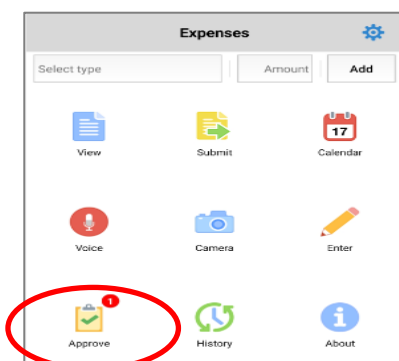 Expenses
Select type Amount Add
17
View Submit Calendar
Voice Camera Enter
1
Approve History About